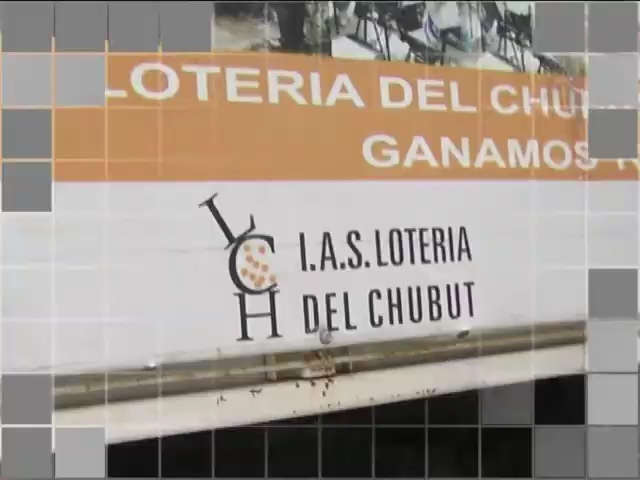 LOTERIA DEL CHU
GANAMOS
LCH
I.A.S. LOTERIA
DEL CHUBUT